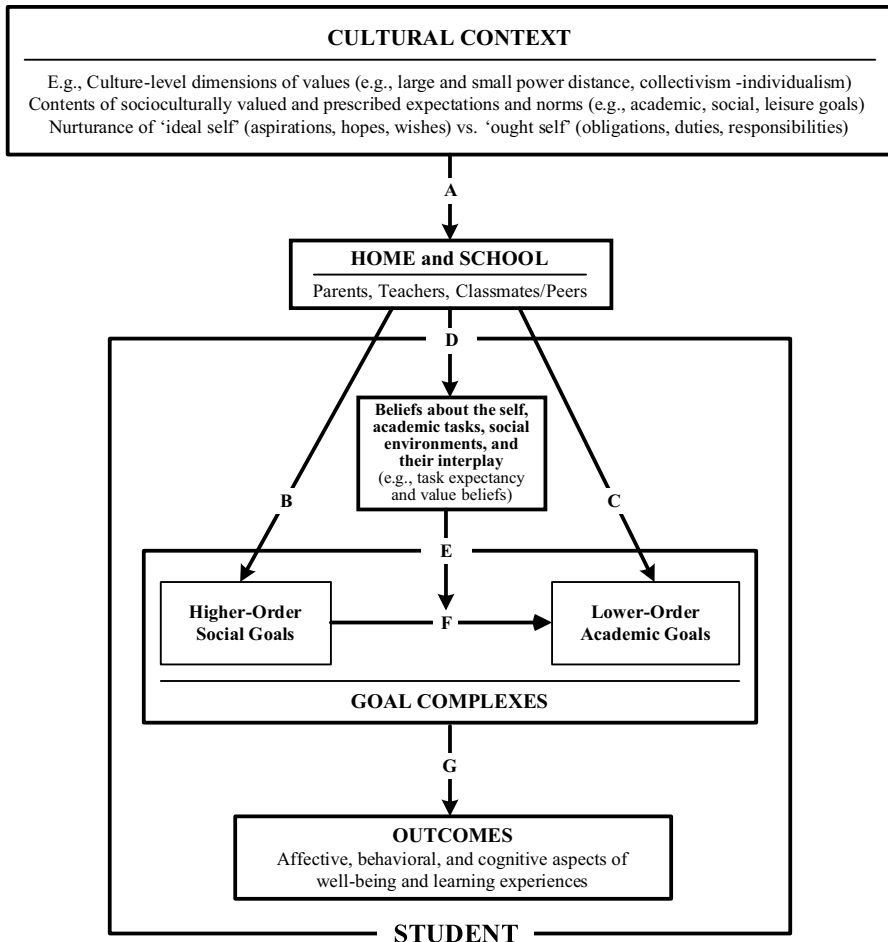 CULTURAL CONTEXT
E.g., Culture-level dimensions of values (e.g., large and small power distance, collectivism -individualism)
Contents of socioculturally valued and prescribed expectations and norms (e.g., academic, social, leisure goals)
Nurturance of ‘ideal self’ (aspirations, hopes, wishes) vs. ‘ought self’ (obligations, duties, responsibilities)
A
HOME and SCHOOL
Parents, Teachers, Classmates/Peers
D
Beliefs about the self,
academic tasks, social
environments, and
their interplay
(e.g., task expectancy
and value beliefs)
B
C
E
Higher-Order
Social Goals
F
Lower-Order
Academic Goals
GOAL COMPLEXES
G
OUTCOMES
Affective, behavioral, and cognitive aspects of
well-being and learning experiences
STUDENT